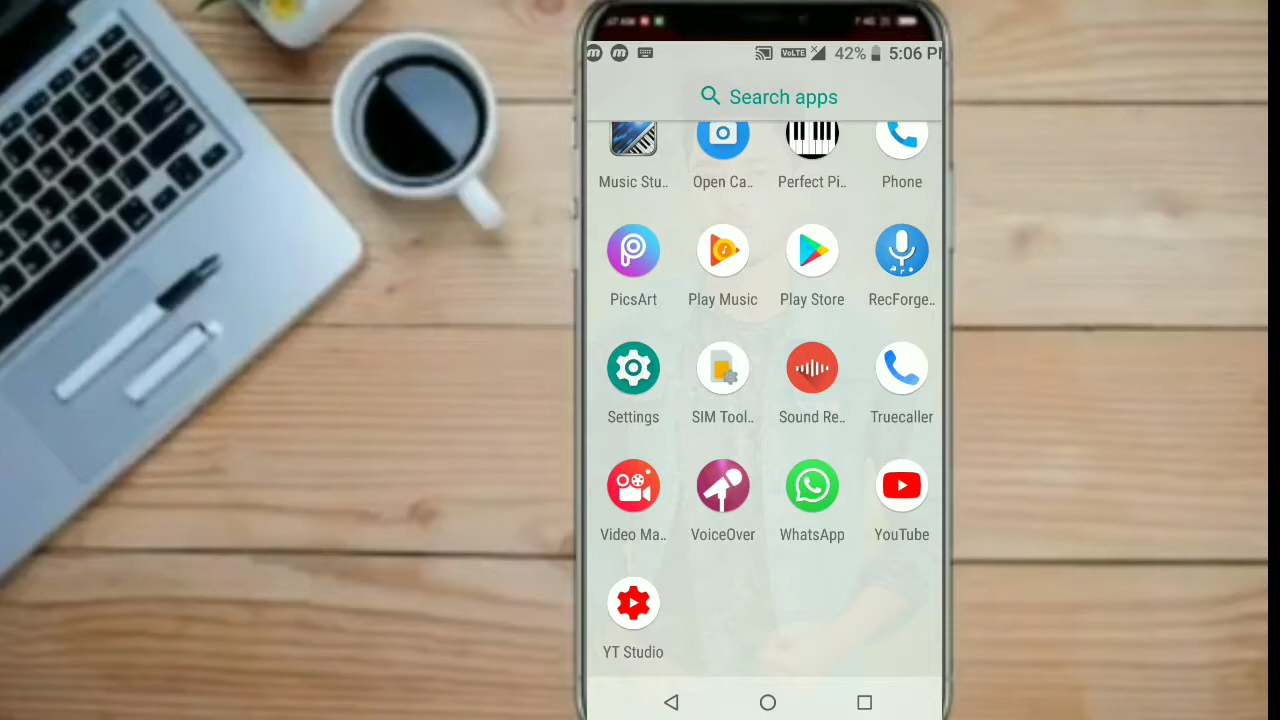 42% 5:06 PM
Search apps
Music Stu.. Open Ca.. Perfect Pi.. Phone
PicsArt Play Music Play Store RecForge..
Settings SIM Tool.. Sound Re.. Truecaller
Video Ma.. VoiceOver WhatsApp YouTube
YT Studio